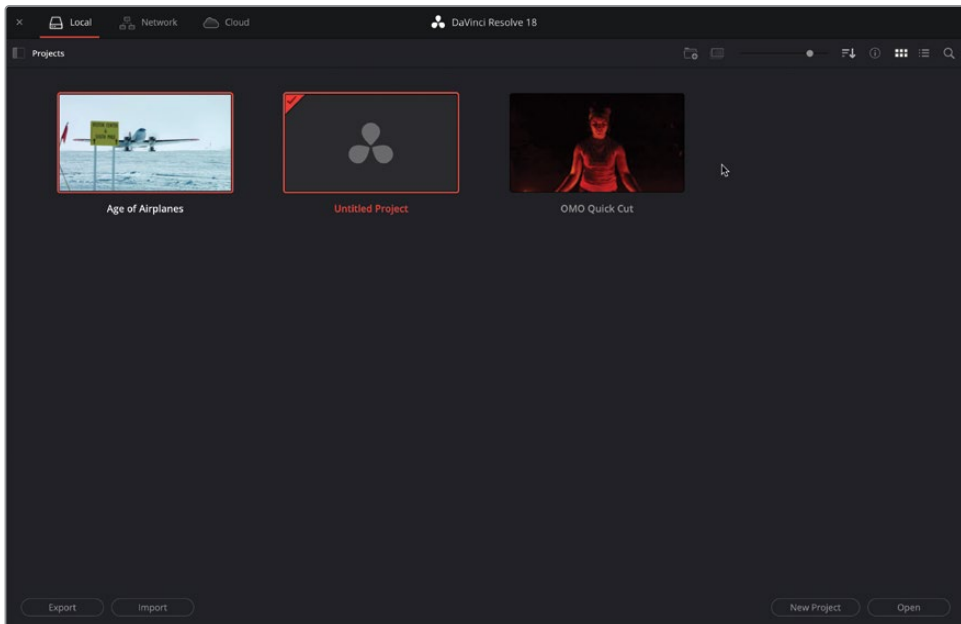 Local
Network
Cloud
DaVinci Resolve 18
Projects
Age of Airplanes
Untitled Project
OMO Quick Cut
Export
Import
New Project
Open